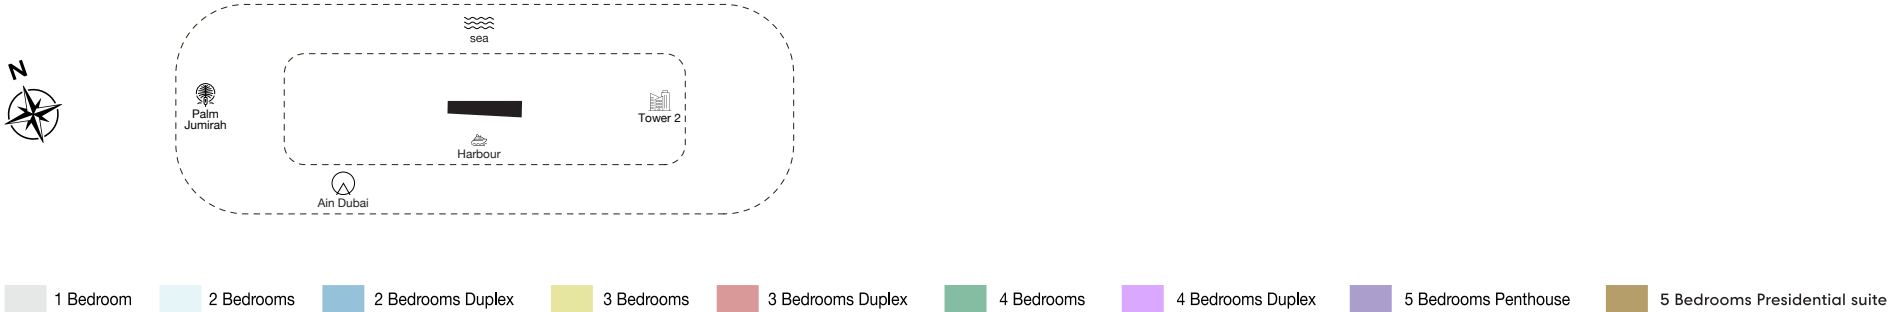 N
sea
Palm
Jumirah
Tower 2
Harbour
Ain Dubai
1 Bedroom
2 Bedrooms
2 Bedrooms Duplex
3 Bedrooms
3 Bedrooms Duplex
4 Bedrooms
4 Bedrooms Duplex
5 Bedrooms Penthouse
5 Bedrooms Presidential suite